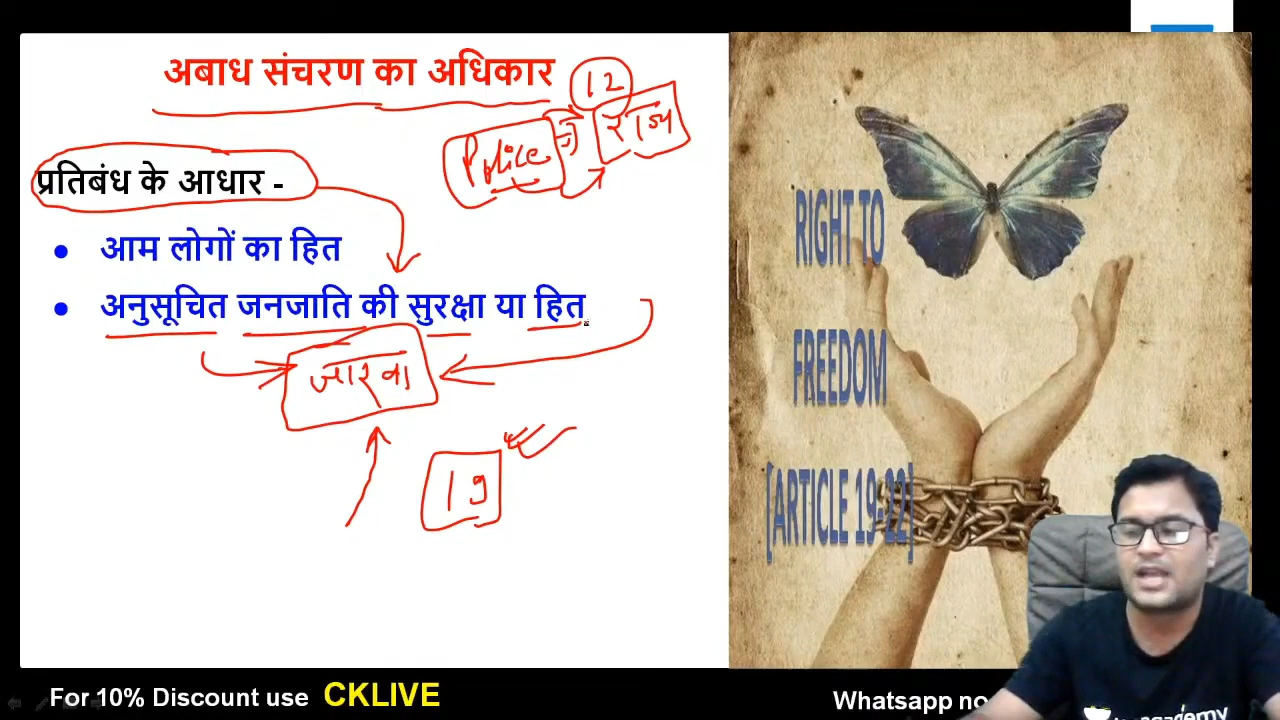 अबाध संचरण का अधिकार
12
Police
राज्य
प्रतिबंध के आधार -
• आम लोगों का हित
• अनुसूचित जनजाति की सुरक्षा या हित
जारवा
19
RIGHT TO
FREEDOM
[ARTICLE 19-22]
For 10% Discount use CKLIVE
Whatsapp no